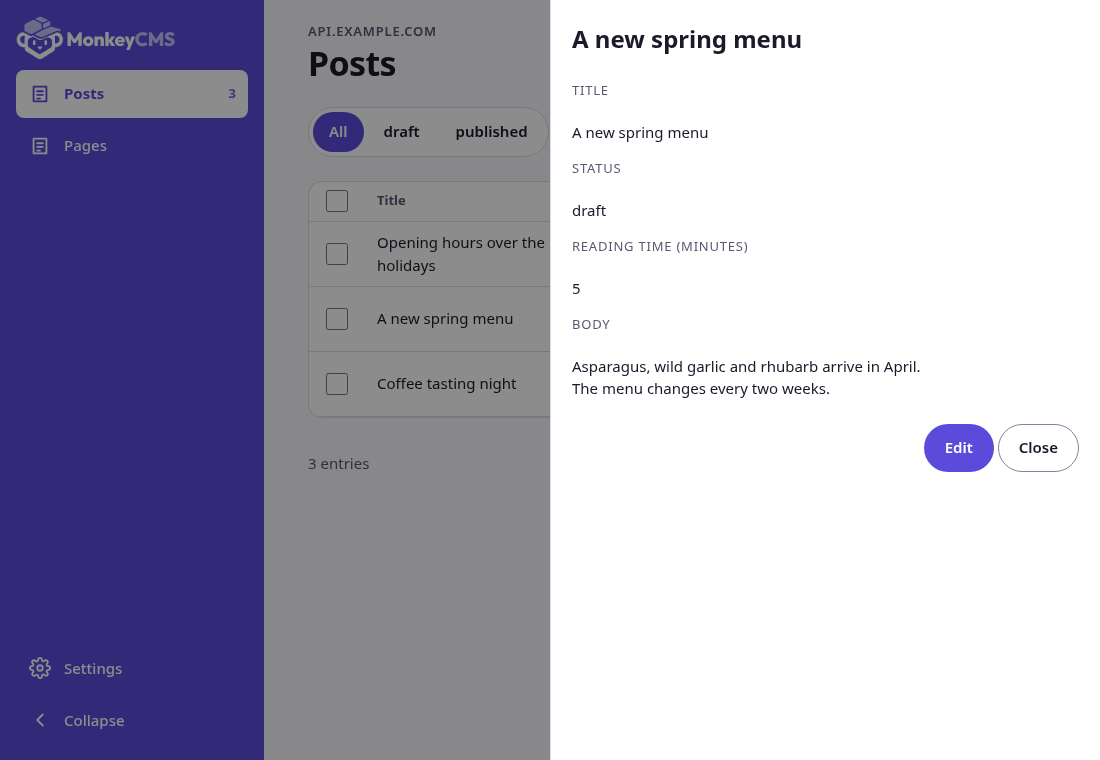 MonkeyCMS
Posts 3
Pages
Settings
Collapse
API.EXAMPLE.COM
Posts
All draft published
Title
Opening hours over the
holidays
A new spring menu
Coffee tasting night
3 entries
A new spring menu
TITLE
A new spring menu
STATUS
draft
READING TIME (MINUTES)
5
BODY
Asparagus, wild garlic and rhubarb arrive in April.
The menu changes every two weeks.
Edit Close